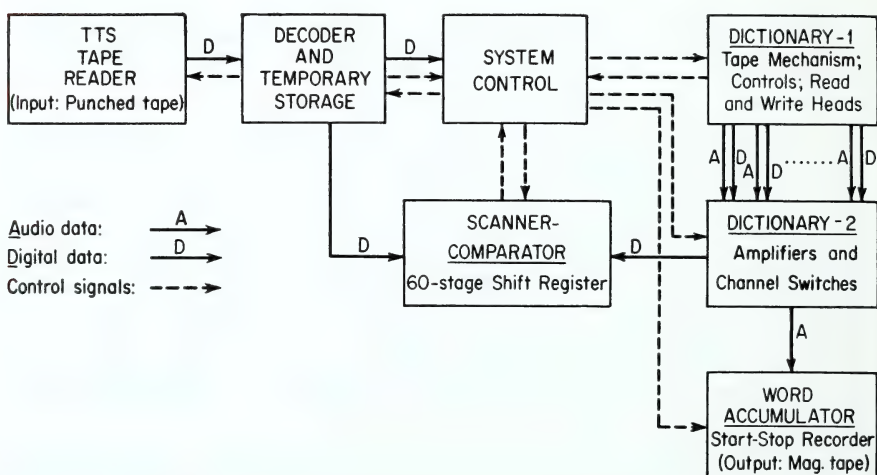 TTS
TAPE
READER
(Input: Punched tape)
D
DECODER
AND
TEMPORARY
STORAGE
D
SYSTEM
CONTROL
DICTIONARY-1
Tape Mechanism;
Controls; Read
and Write Heads
A D A D ....... A D
Audio data: A
Digital data: D
Control signals:
D
SCANNER-
COMPARATOR
60-stage Shift Register
D
DICTIONARY-2
Amplifiers and
Channel Switches
A
WORD
ACCUMULATOR
Start-Stop Recorder
(Output: Mag. tape)